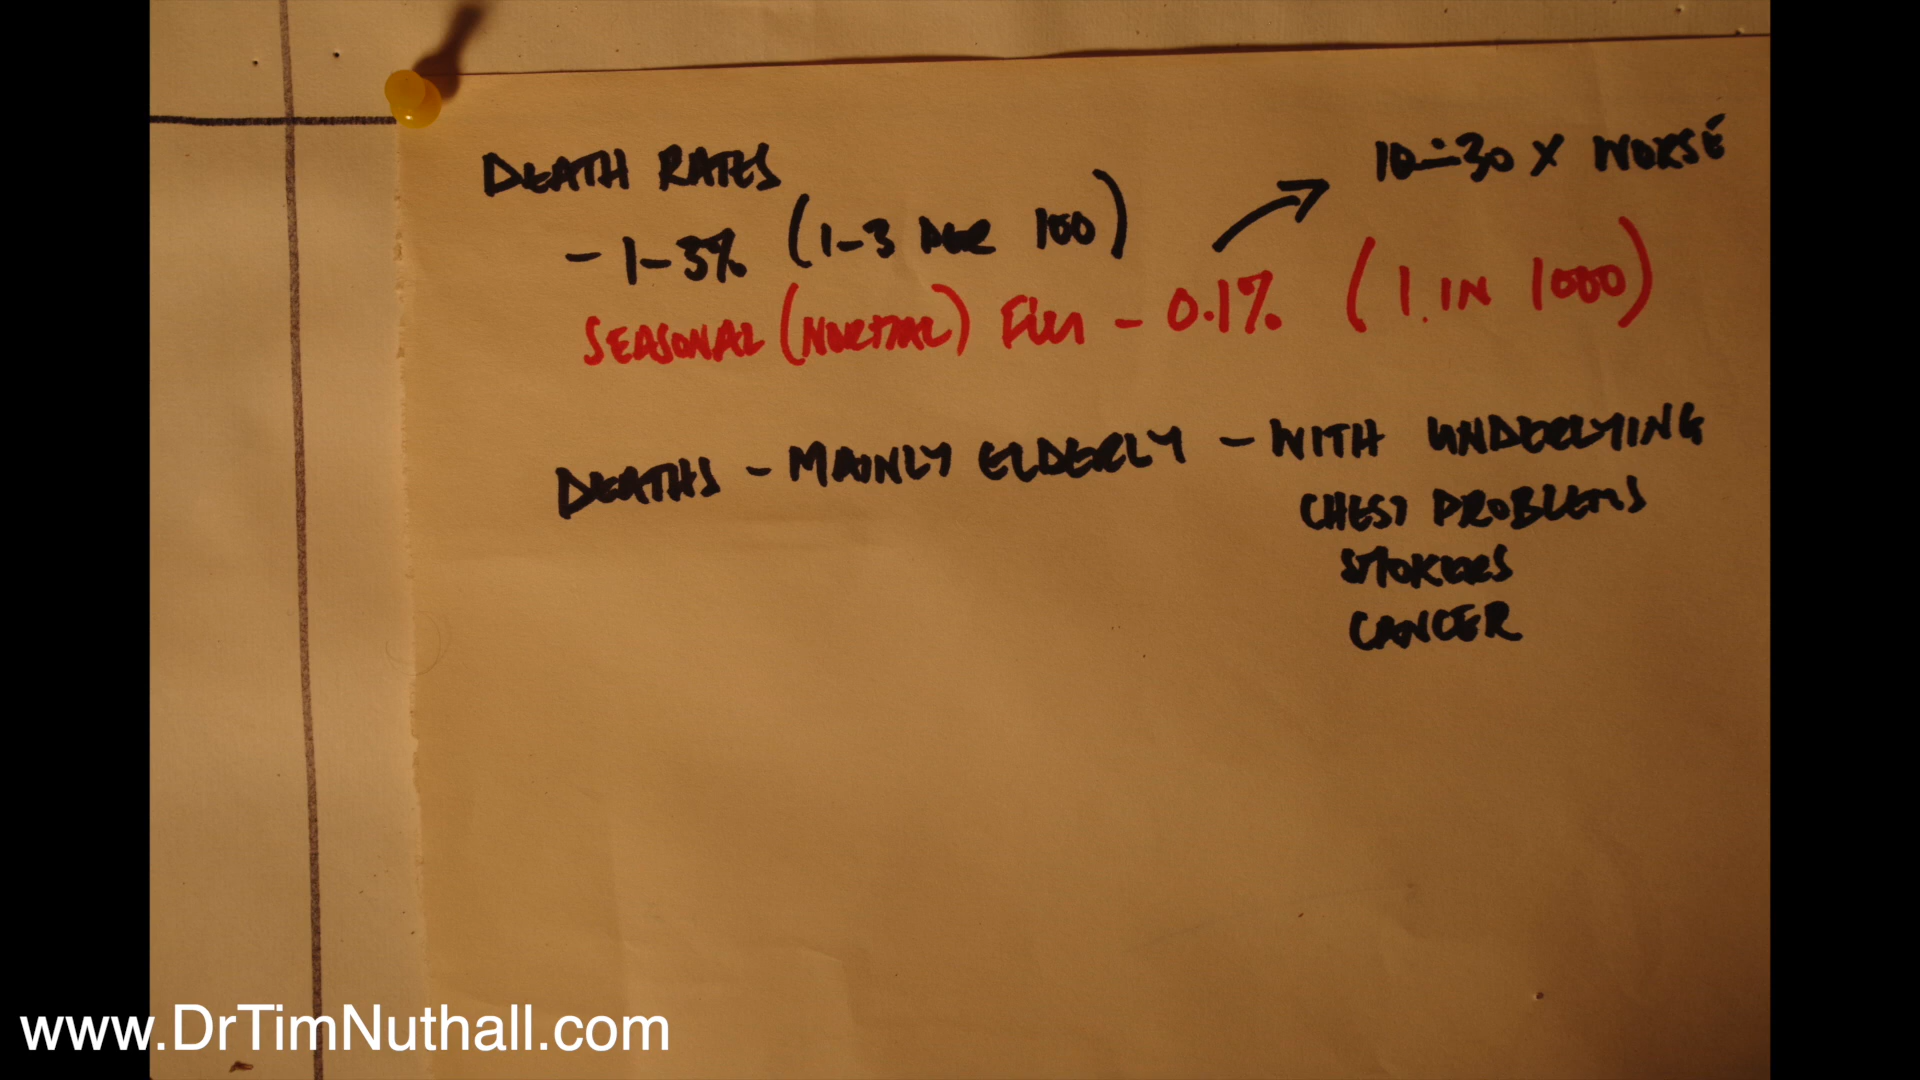 DEATH RATES
10-30 X WORSE
- 1-3% (1-3 PER 100)
SEASONAL (NORMAL) FLU - 0.1% (1 IN 1000)
DEATHS - MAINLY ELDERLY - WITH UNDERLYING
CHEST PROBLEMS
SMOKERS
CANCER
www.DrTimNuthall.com